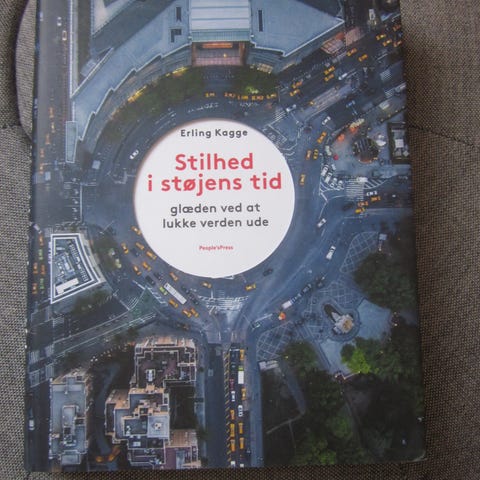 Erling Kagge
Stilhed
i støjens tid
glæden ved at
lukke verden ude
People'sPress